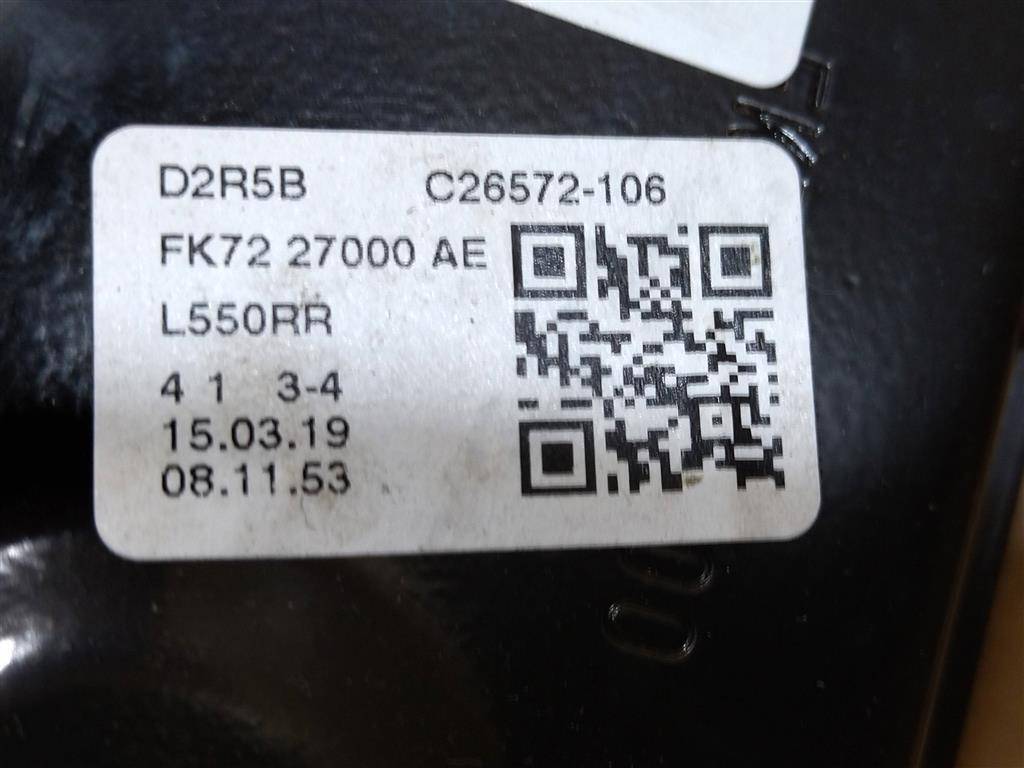 D2R5B C26572-106
FK72 27000 AE
L550RR
4 1 3-4
15.03.19
08.11.53